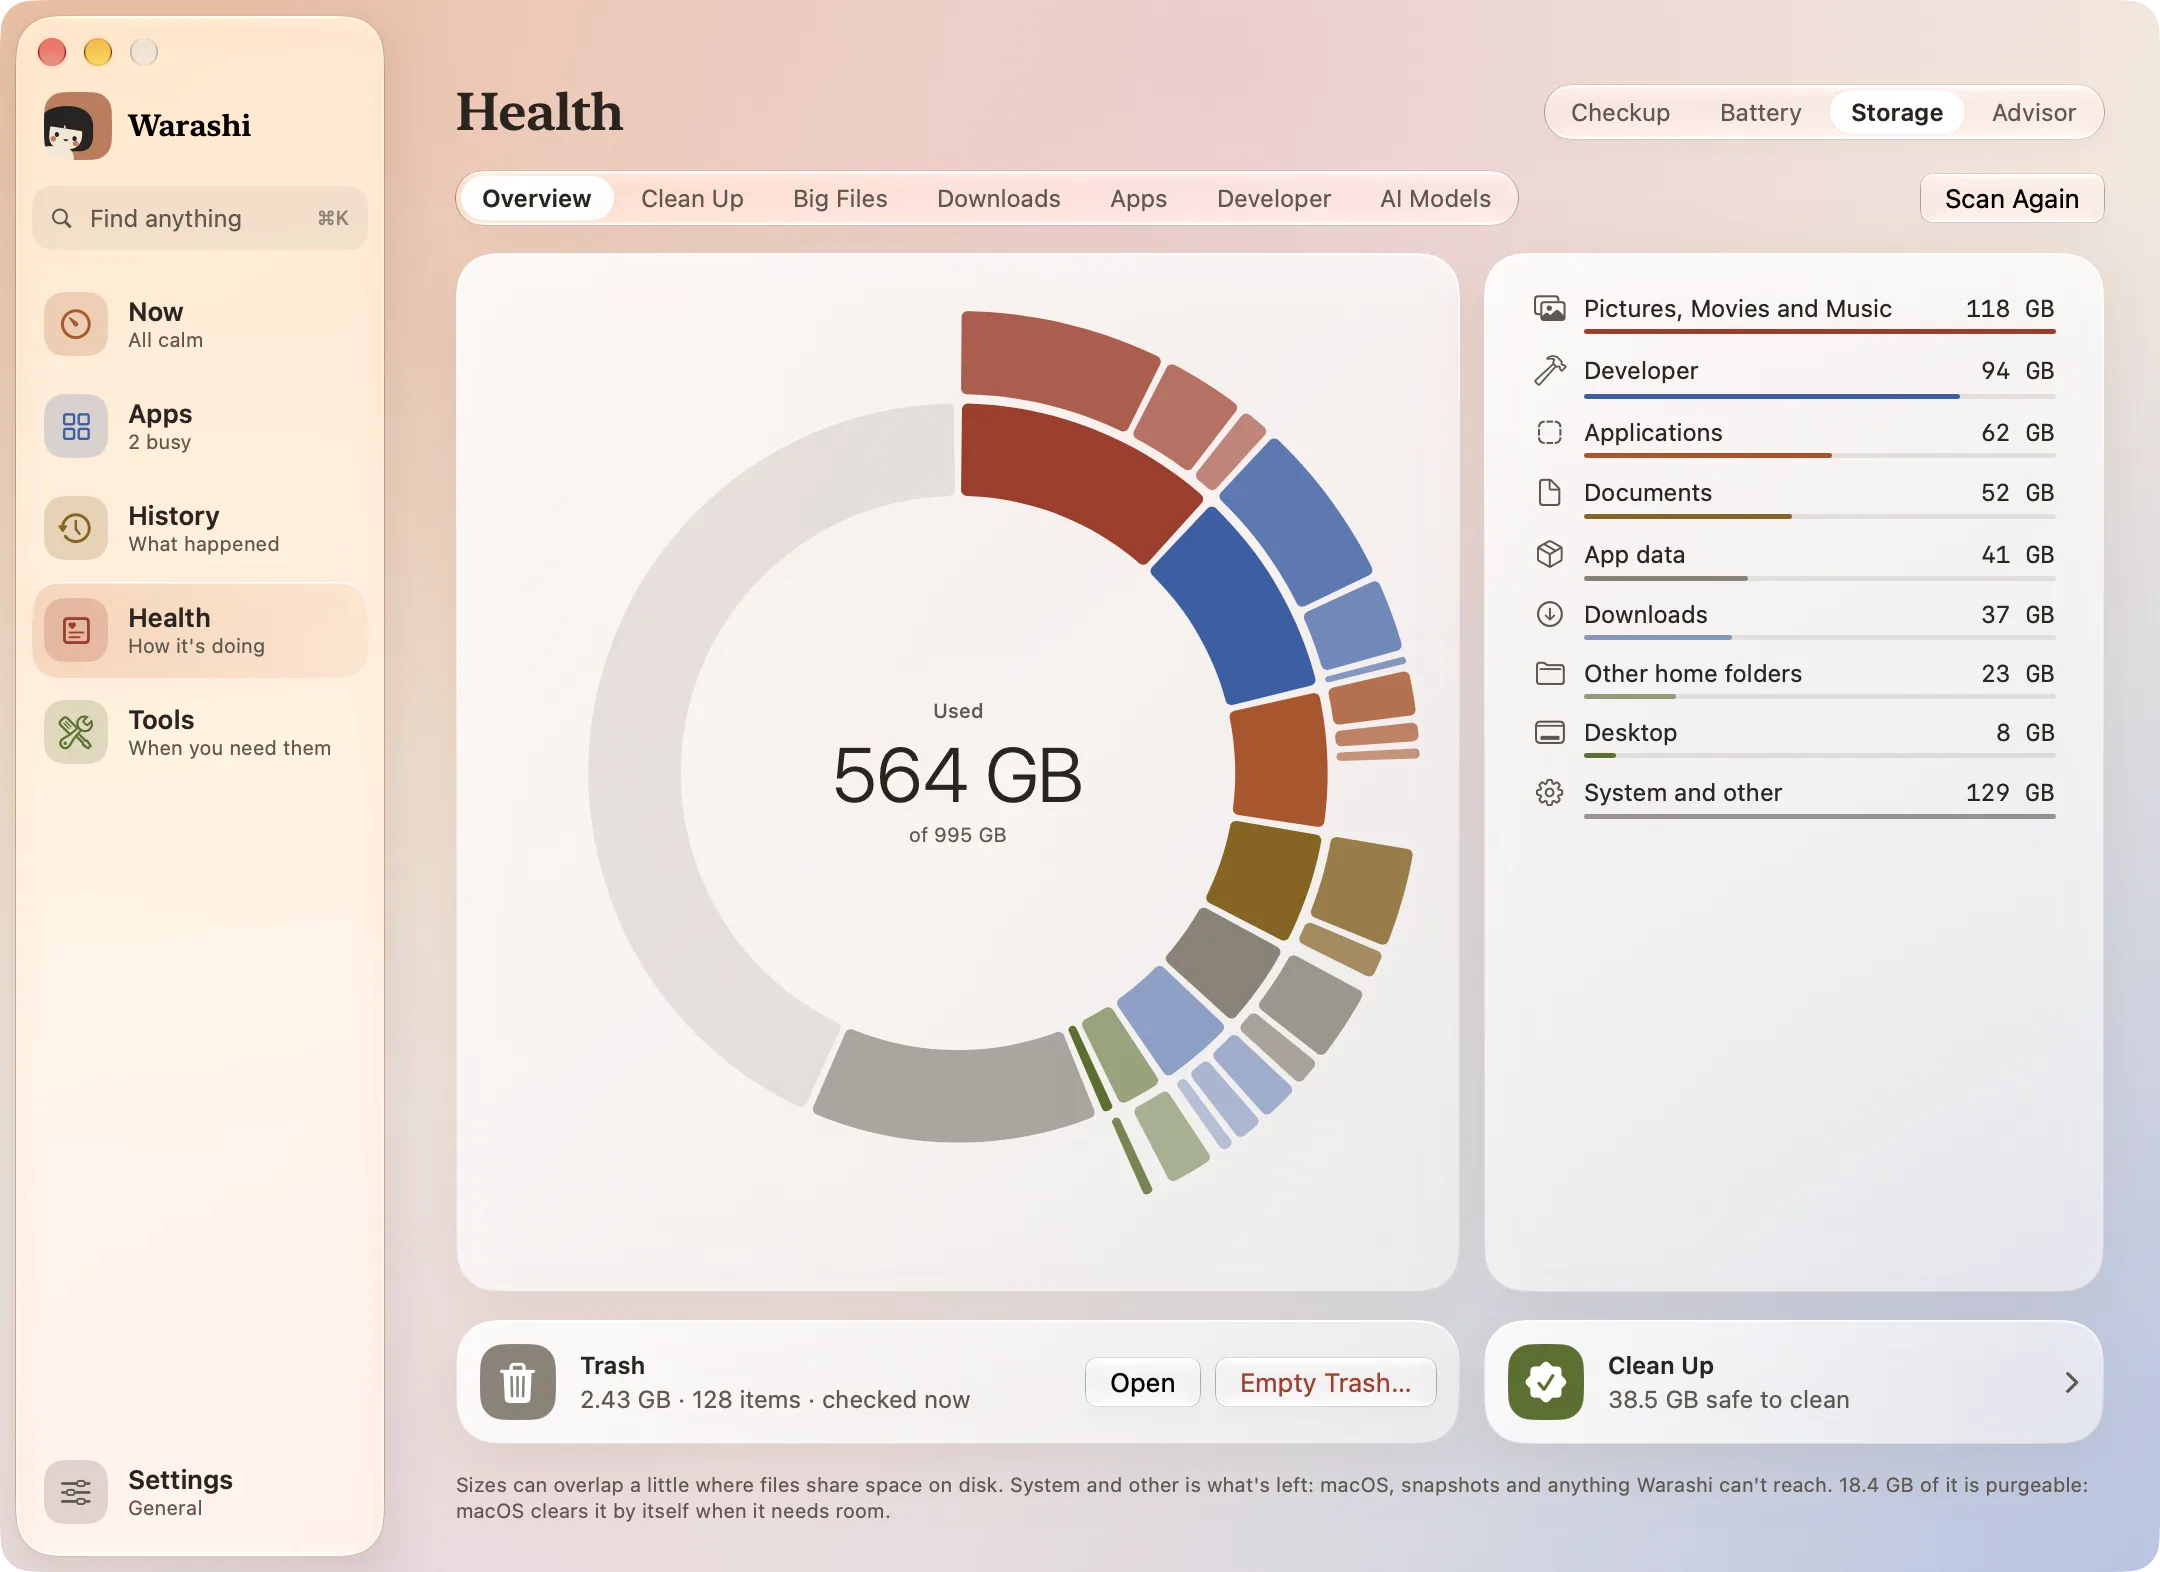 Warashi
Find anything ⌘K
Now
All calm
Apps
2 busy
History
What happened
Health
How it's doing
Tools
When you need them
Settings
General
Health
Checkup Battery Storage Advisor
Overview Clean Up Big Files Downloads Apps Developer AI Models
Scan Again
Used
564 GB
of 995 GB
Pictures, Movies and Music 118 GB
Developer 94 GB
Applications 62 GB
Documents 52 GB
App data 41 GB
Downloads 37 GB
Other home folders 23 GB
Desktop 8 GB
System and other 129 GB
Trash
2.43 GB · 128 items · checked now
Open
Empty Trash...
Clean Up
38.5 GB safe to clean
Sizes can overlap a little where files share space on disk. System and other is what's left: macOS, snapshots and anything Warashi can't reach. 18.4 GB of it is purgeable:
macOS clears it by itself when it needs room.